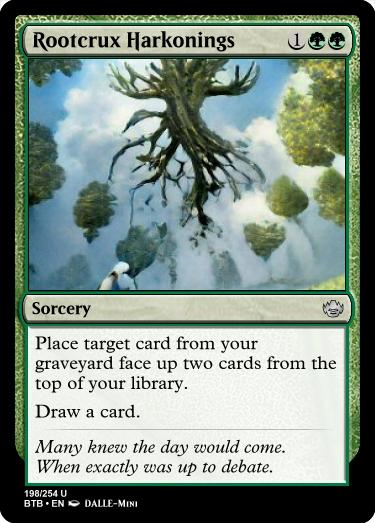 Rootcrux Harkonings 1
Sorcery
Place target card from your
graveyard face up two cards from the
top of your library.
Draw a card.
Many knew the day would come.
When exactly was up to debate.
198/254 U
BTB • EN DALLE-Mini